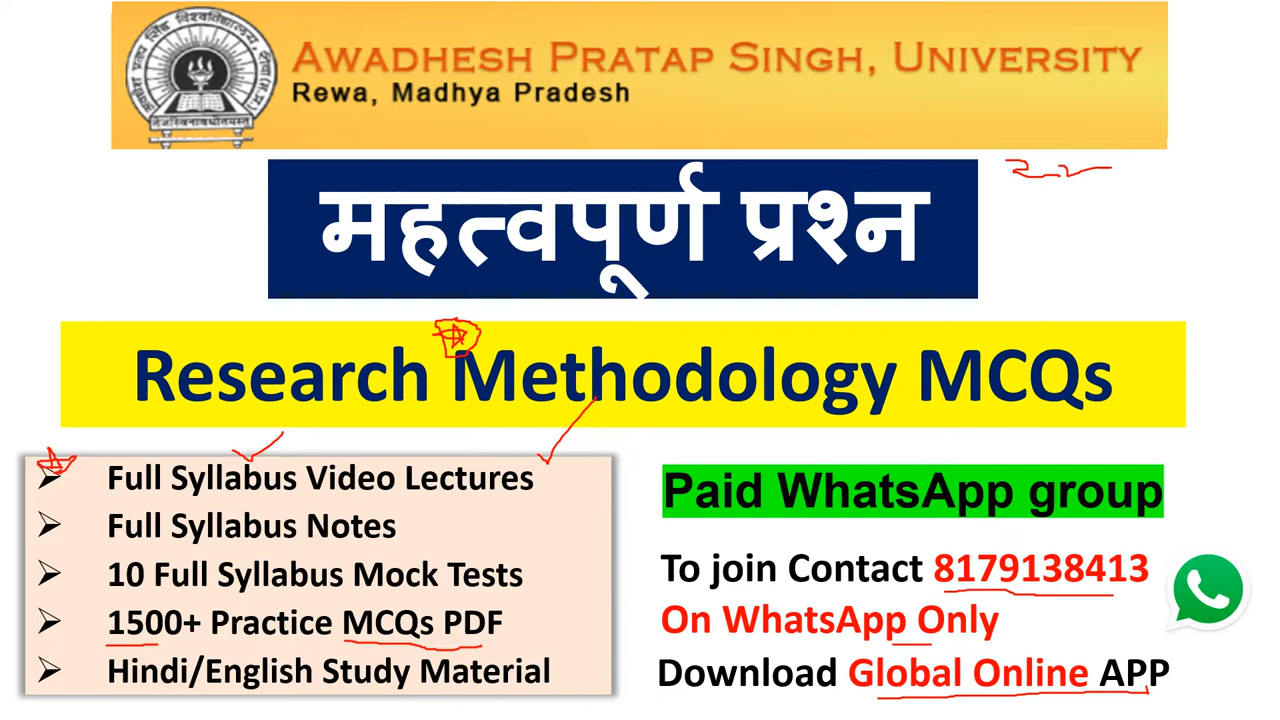 AWADHESH PRATAP SINGH, UNIVERSITY
Rewa, Madhya Pradesh
महत्वपूर्ण प्रश्न
Research Methodology MCQs
Full Syllabus Video Lectures
Full Syllabus Notes
10 Full Syllabus Mock Tests
1500+ Practice MCQs PDF
Hindi/English Study Material
Paid WhatsApp group
To join Contact 8179138413
On WhatsApp Only
Download Global Online APP